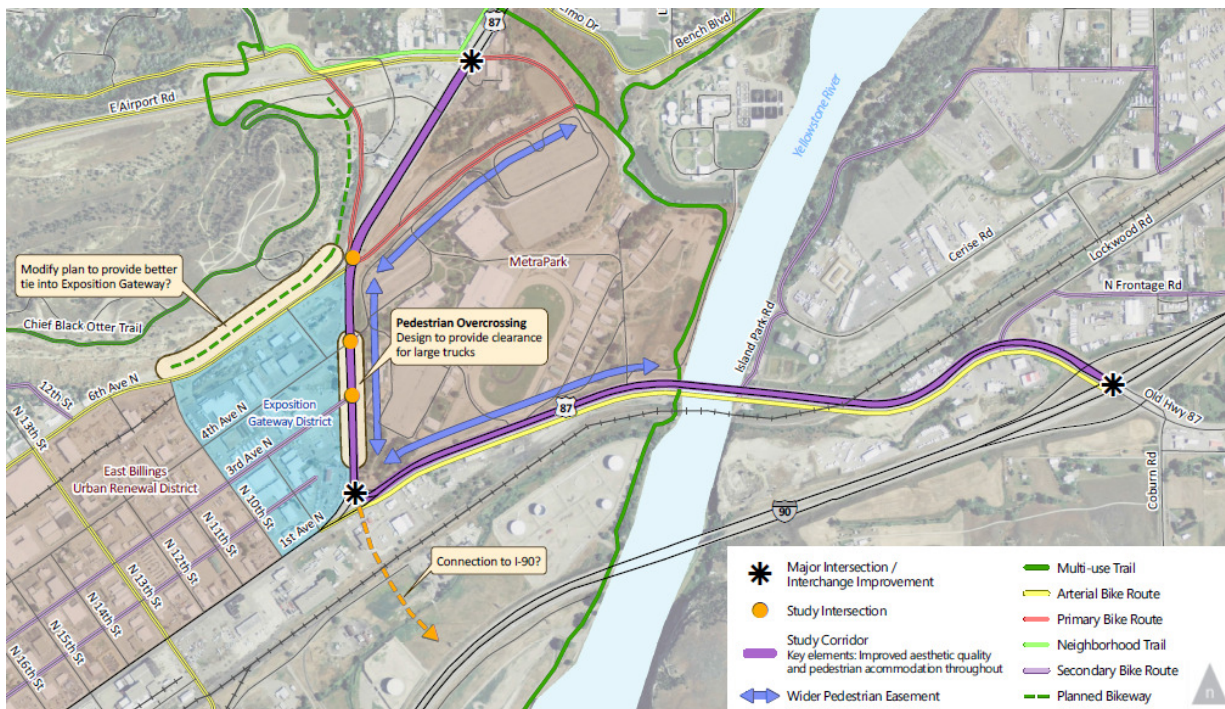 87
ermo Dr
Bench Blvd
E Airport Rd
Yellowstone River
Modify plan to provide better
tie into Exposition Gateway?
Chief Black Otter Trail
MetraPark
Pedestrian Overcrossing
Design to provide clearance
for large trucks
Cerise Rd
Lockwood Rd
N Frontage Rd
Island Park Rd
Old Hwy 87
Coburn Rd
87
12th St
N 13th St
6th Ave N
4th Ave N
3rd Ave N
Exposition
Gateway District
East Billings
Urban Renewal District
N 10th St
1st Ave N
N 11th St
N 12th St
N 13th St
N 14th St
N 15th St
N 16th St
Connection to I-90?
90
Major Intersection /
Interchange Improvement
Study Intersection
Study Corridor
Key elements: Improved aesthetic quality
and pedestrian acommodation throughout
Wider Pedestrian Easement
Multi-use Trail
Arterial Bike Route
Primary Bike Route
Neighborhood Trail
Secondary Bike Route
Planned Bikeway
n